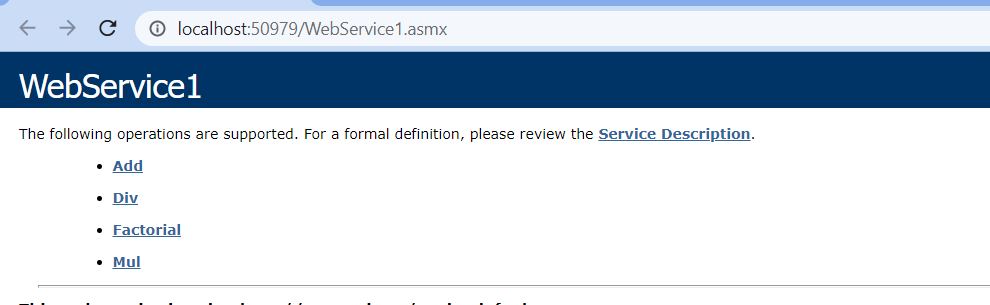 localhost:50979/WebService1.asmx
WebService1
The following operations are supported. For a formal definition, please review the Service Description.
Add
Div
Factorial
Mul